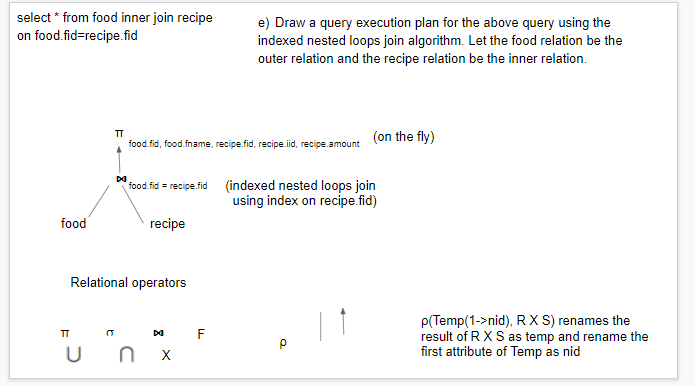 select * from food inner join recipe
on food.fid=recipe.fid
e) Draw a query execution plan for the above query using the
indexed nested loops join algorithm. Let the food relation be the
outer relation and the recipe relation be the inner relation.
π food.fid, food.fname, recipe.fid, recipe.iid, recipe.amount (on the fly)
⋈ food.fid = recipe.fid (indexed nested loops join
using index on recipe.fid)
food recipe
Relational operators
π σ ⋈ F
∪ ∩ X ρ
ρ(Temp(1->nid), R X S) renames the
result of R X S as temp and rename the
first attribute of Temp as nid